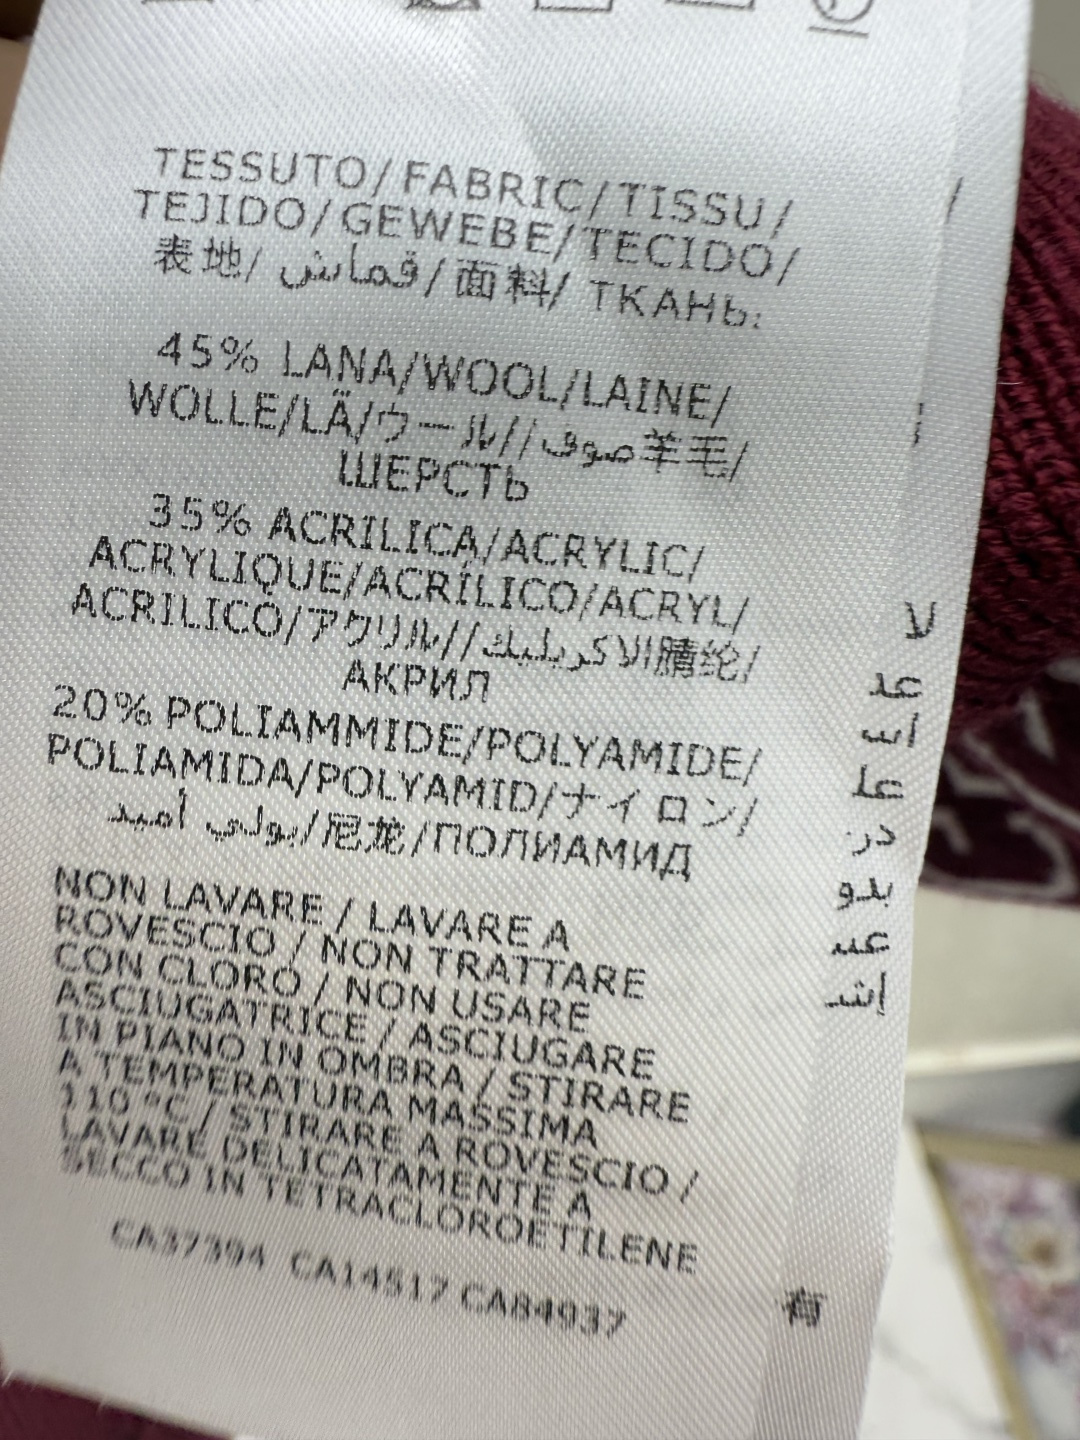 TESSUTO/FABRIC/TISSU/
TEJIDO/GEWEBE/TECIDO/
表地/ قماش/面料/ ТКАНЬ:
45% LANA/WOOL/LAINE/
WOLLE/LÄ/ウール//صوف羊毛/
ШЕРСТЬ
35% ACRILICA/ACRYLIC/
ACRYLIQUE/ACRÍLICO/ACRYL/
ACRILICO/アクリル//الاكريليك腈纶/
АКРИЛ
20% POLIAMMIDE/POLYAMIDE/
POLIAMIDA/POLYAMID/ナイロン/
بولي أميد/尼龙/ПОЛИАМИД
NON LAVARE / LAVARE A
ROVESCIO / NON TRATTARE
CON CLORO / NON USARE
ASCIUGATRICE / ASCIUGARE
IN PIANO IN OMBRA / STIRARE
A TEMPERATURA MASSIMA
110 °C / STIRARE A ROVESCIO /
LAVARE DELICATAMENTE A
SECCO IN TETRACLOROETILENE
CA37394 CA14517 CA84937
لا
有